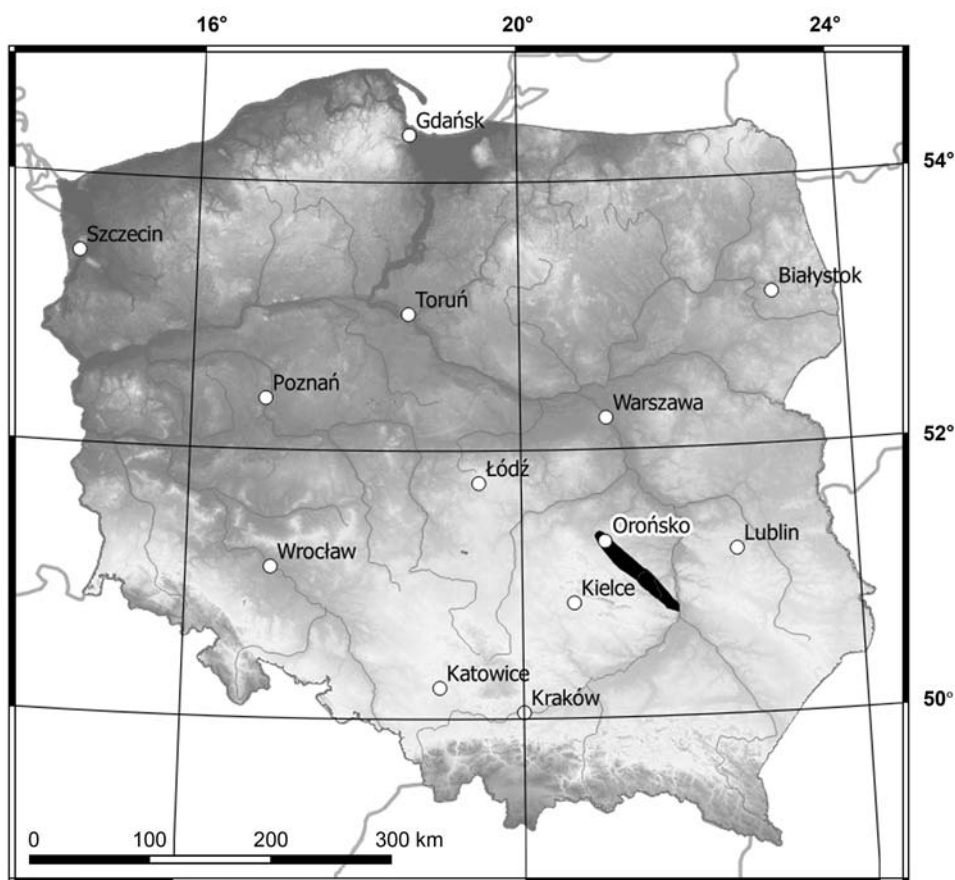 16°
20°
24°
Gdańsk
54°
Szczecin
Białystok
Toruń
Poznań
Warszawa
52°
Łódź
Orońsko
Lublin
Wrocław
Kielce
Katowice
Kraków
50°
0 100 200 300 km